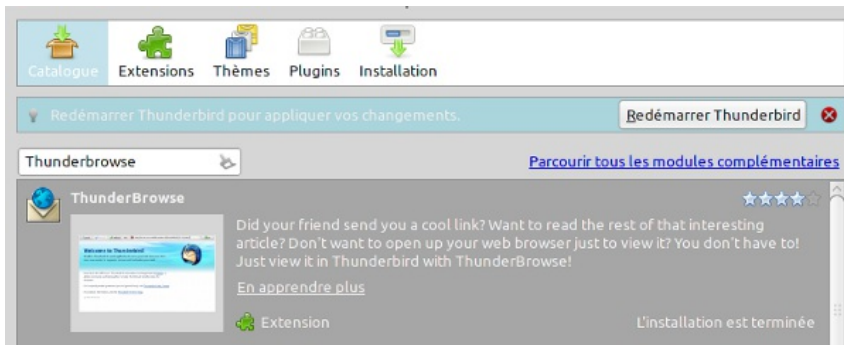 Catalogue Extensions Thèmes Plugins Installation
Redémarrer Thunderbird pour appliquer vos changements. Redémarrer Thunderbird
Thunderbrowse Parcourir tous les modules complémentaires
ThunderBrowse
Did your friend send you a cool link? Want to read the rest of that interesting
article? Don't want to open up your web browser just to view it? You don't have to!
Just view it in Thunderbird with ThunderBrowse!
En apprendre plus
Extension L'installation est terminée